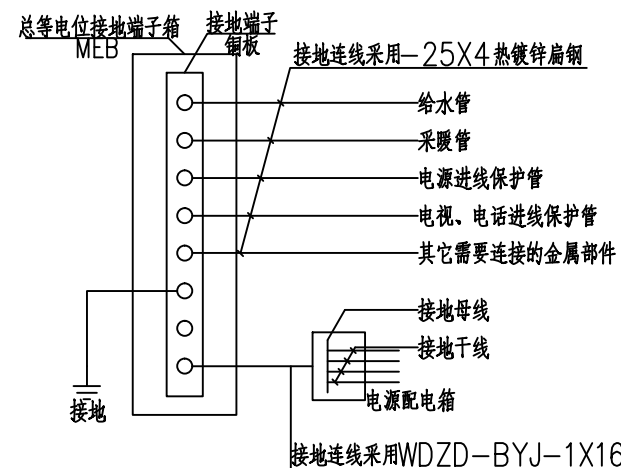 总等电位接地端子箱
MEB
接地端子
铜板
接地连线采用-25X4热镀锌扁钢
给水管
采暖管
电源进线保护管
电视、电话进线保护管
其它需要连接的金属部件
接地母线
接地干线
电源配电箱
接地
接地连线采用WDZD-BYJ-1X16